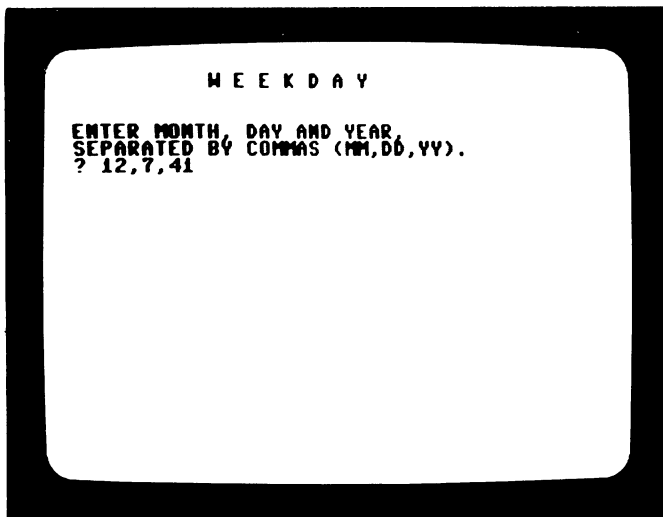 W E E K D A Y
ENTER MONTH, DAY AND YEAR,
SEPARATED BY COMMAS (MM,DD,YY).
? 12,7,41